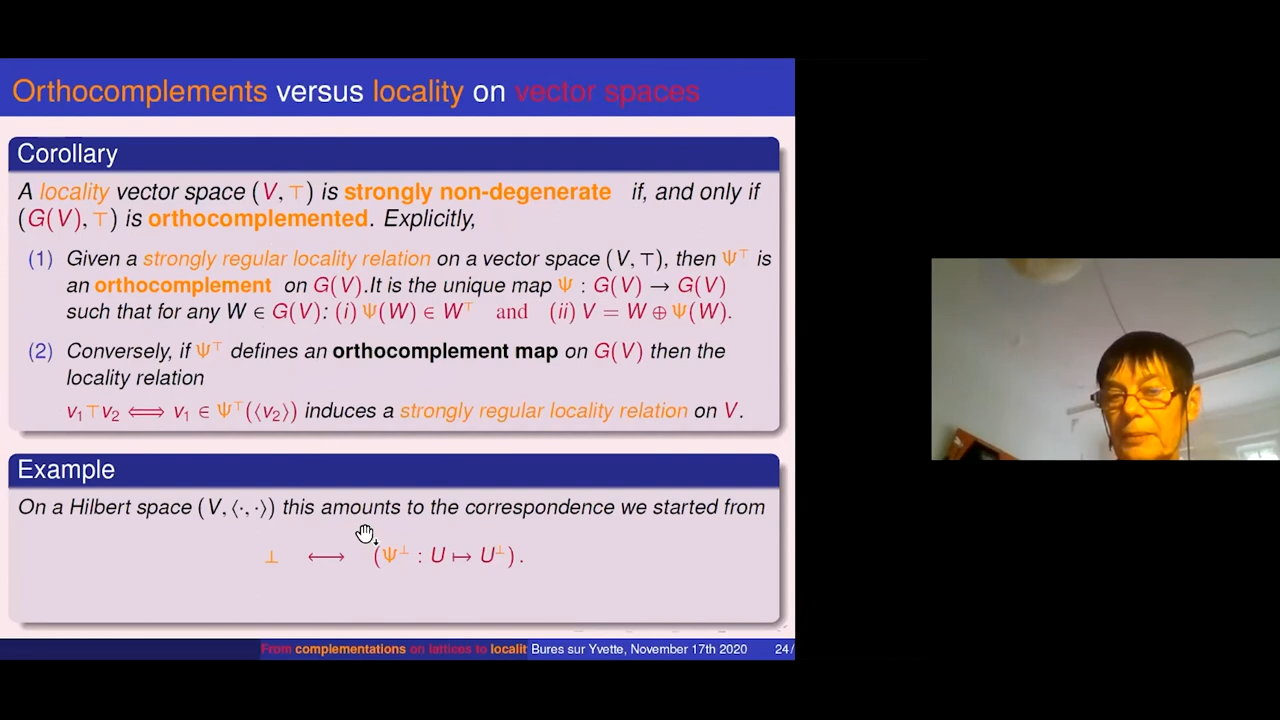 Orthocomplements versus locality on vector spaces
Corollary
A locality vector space (V, ⊤) is strongly non-degenerate if, and only if
(G(V), ⊤) is orthocomplemented. Explicitly,
(1) Given a strongly regular locality relation on a vector space (V, ⊤), then Ψ⊤ is
an orthocomplement on G(V).It is the unique map Ψ : G(V) → G(V)
such that for any W ∈ G(V): (i) Ψ(W) ∈ W⊤ and (ii) V = W ⊕ Ψ(W).
(2) Conversely, if Ψ⊤ defines an orthocomplement map on G(V) then the
locality relation
v₁⊤v₂ ⟺ v₁ ∈ Ψ⊤(⟨v₂⟩) induces a strongly regular locality relation on V.
Example
On a Hilbert space (V, ⟨·, ·⟩) this amounts to the correspondence we started from
⊥ ⟷ (Ψ⊥ : U ↦ U⊥).
From complementations on lattices to localit Bures sur Yvette, November 17th 2020 24/